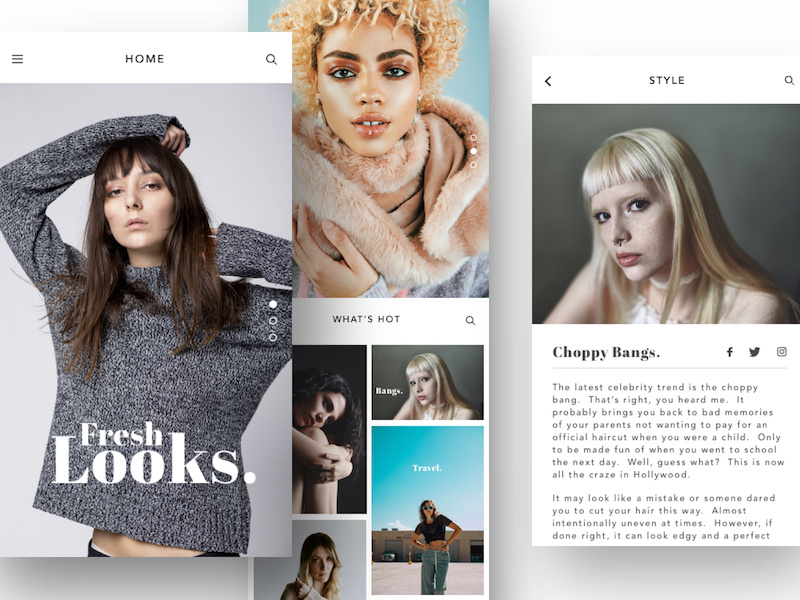 HOME
Fresh
Looks.
WHAT'S HOT
Bangs.
Travel.
STYLE
Choppy Bangs.
The latest celebrity trend is the choppy
bang. That's right, you heard me. It
probably brings you back to bad memories
of your parents not wanting to pay for an
official haircut when you were a child. Only
to be made fun of when you went to school
the next day. Well, guess what? This is now
all the craze in Hollywood.
It may look like a mistake or somene dared
you to cut your hair this way. Almost
intentionally uneven at times. However, if
done right, it can look edgy and a perfect